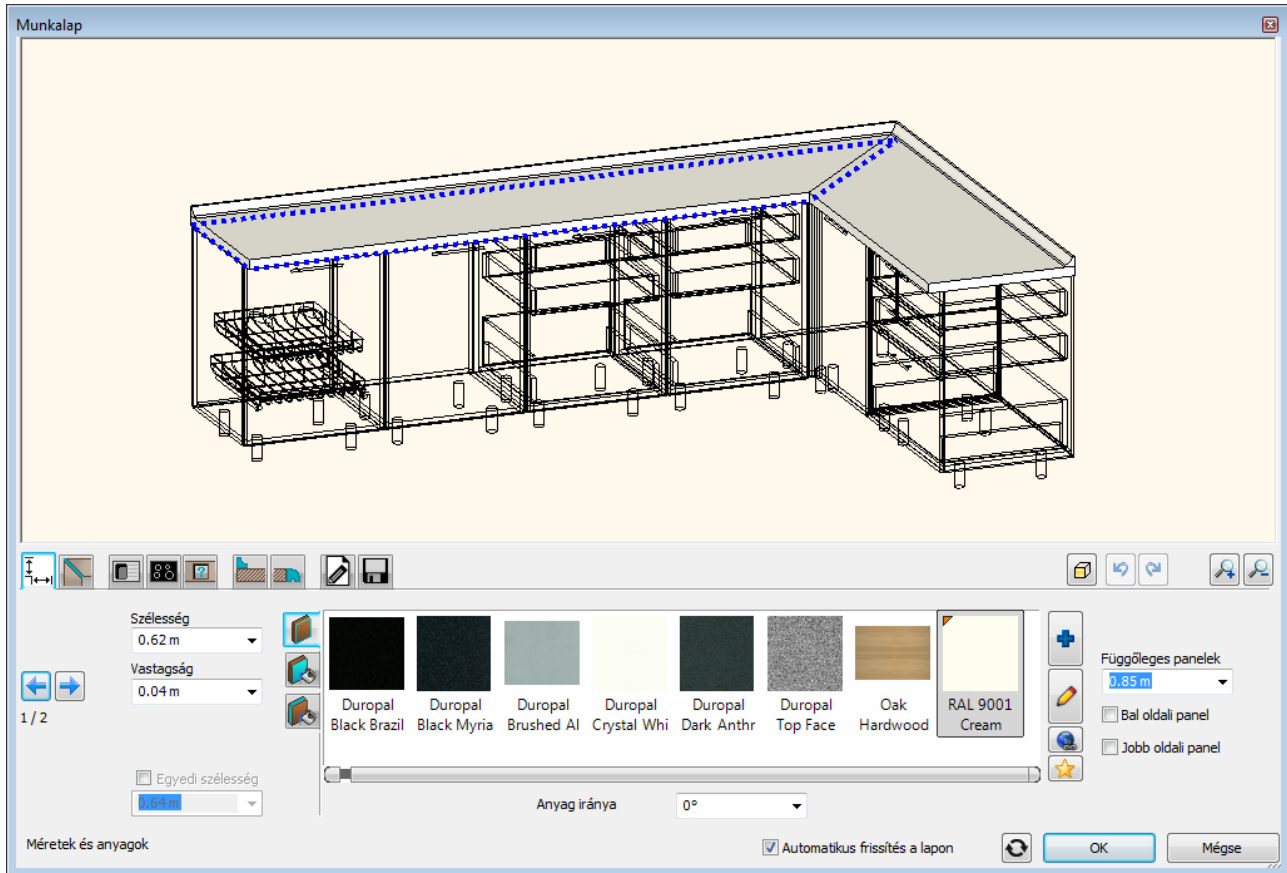 Munkalap
Szélesség
0.62 m
Vastagság
0.04 m
1 / 2
Egyedi szélesség
0.64 m
Duropal
Black Brazil
Duropal
Black Myria
Duropal
Brushed Al
Duropal
Crystal Whi
Duropal
Dark Anthr
Duropal
Top Face
Oak
Hardwood
RAL 9001
Cream
Anyag iránya
0°
Függőleges panelek
0.85 m
Bal oldali panel
Jobb oldali panel
Méretek és anyagok
Automatikus frissítés a lapon
OK
Mégse